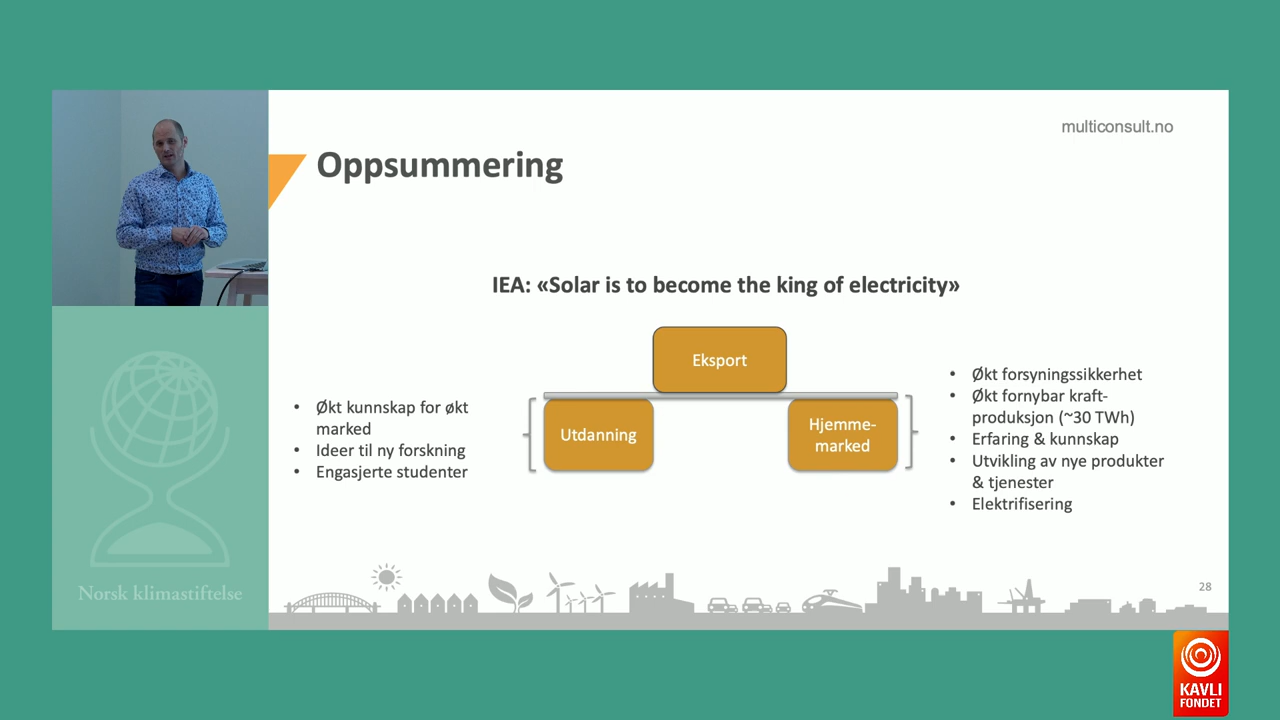 multiconsult.no
Oppsummering
IEA: «Solar is to become the king of electricity»
Eksport
Utdanning
Hjemme-
marked
• Økt kunnskap for økt
marked
• Ideer til ny forskning
• Engasjerte studenter
• Økt forsyningssikkerhet
• Økt fornybar kraft-
produksjon (~30 TWh)
• Erfaring & kunnskap
• Utvikling av nye produkter
& tjenester
• Elektrifisering
28
Norsk klimastiftelse
KAVLI
FONDET